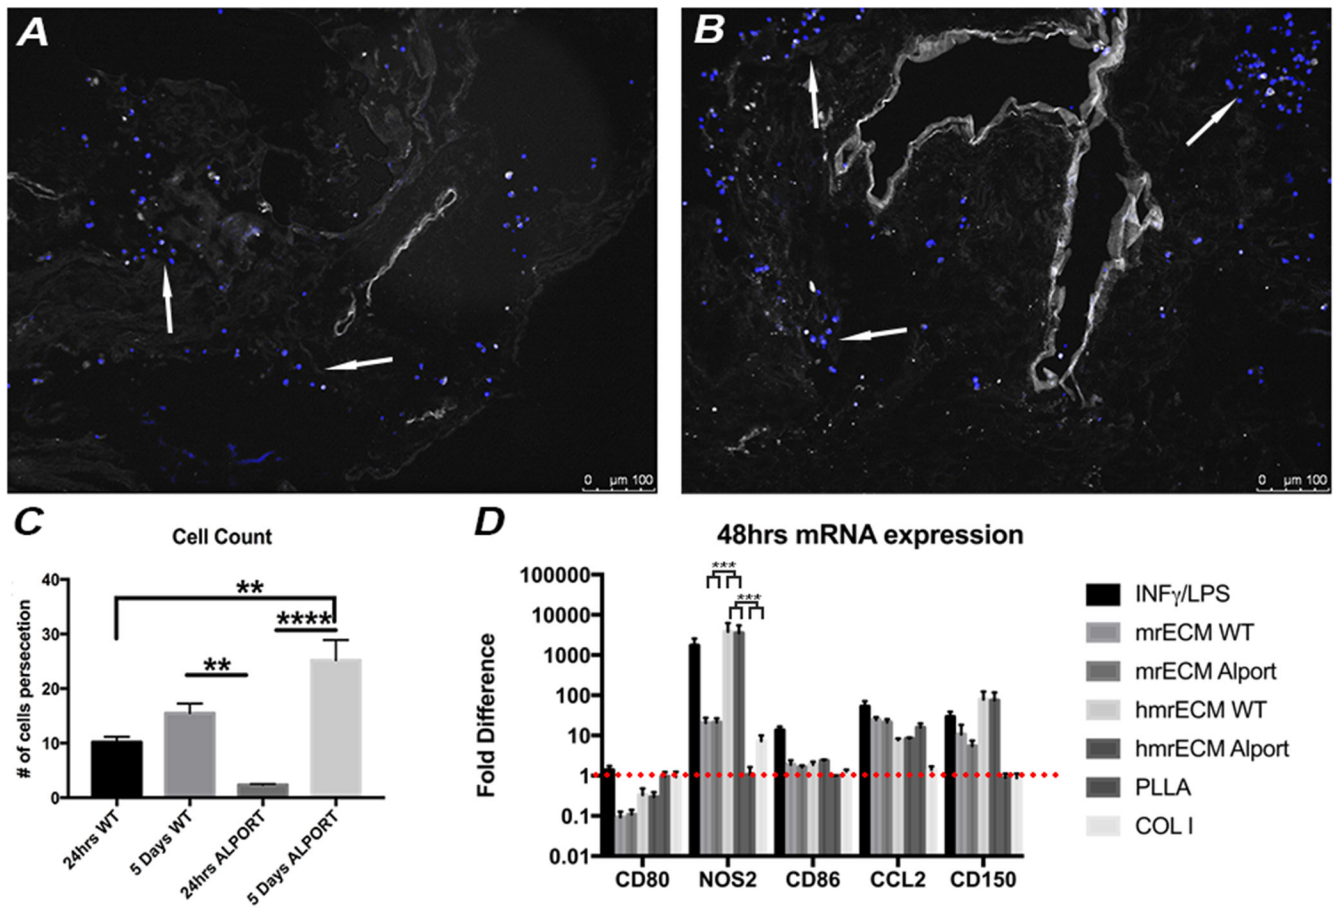 A
B
0 µm 100
0 µm 100
C
Cell Count
# of cells persecetion
40
30
20
10
0
**
****
**
24hrs WT
5 Days WT
24hrs ALPORT
5 Days ALPORT
D
48hrs mRNA expression
Fold Difference
100000
10000
1000
100
10
1
0.1
0.01
***
***
CD80
NOS2
CD86
CCL2
CD150
INFγ/LPS
mrECM WT
mrECM Alport
hmrECM WT
hmrECM Alport
PLLA
COL I